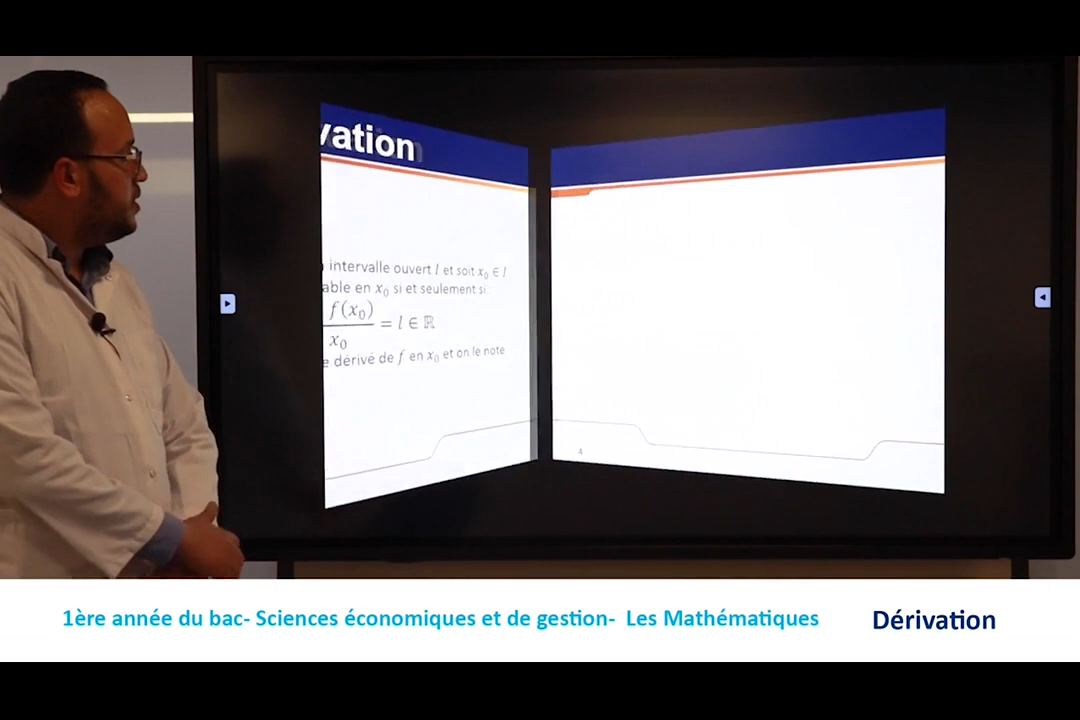 vation
intervalle ouvert I et soit x₀ ∈ I
able en x₀ si et seulement si
f(x₀)
x₀
= l ∈ ℝ
e dérivé de f en x₀ et on le note
4
1ère année du bac- Sciences économiques et de gestion- Les Mathématiques
Dérivation